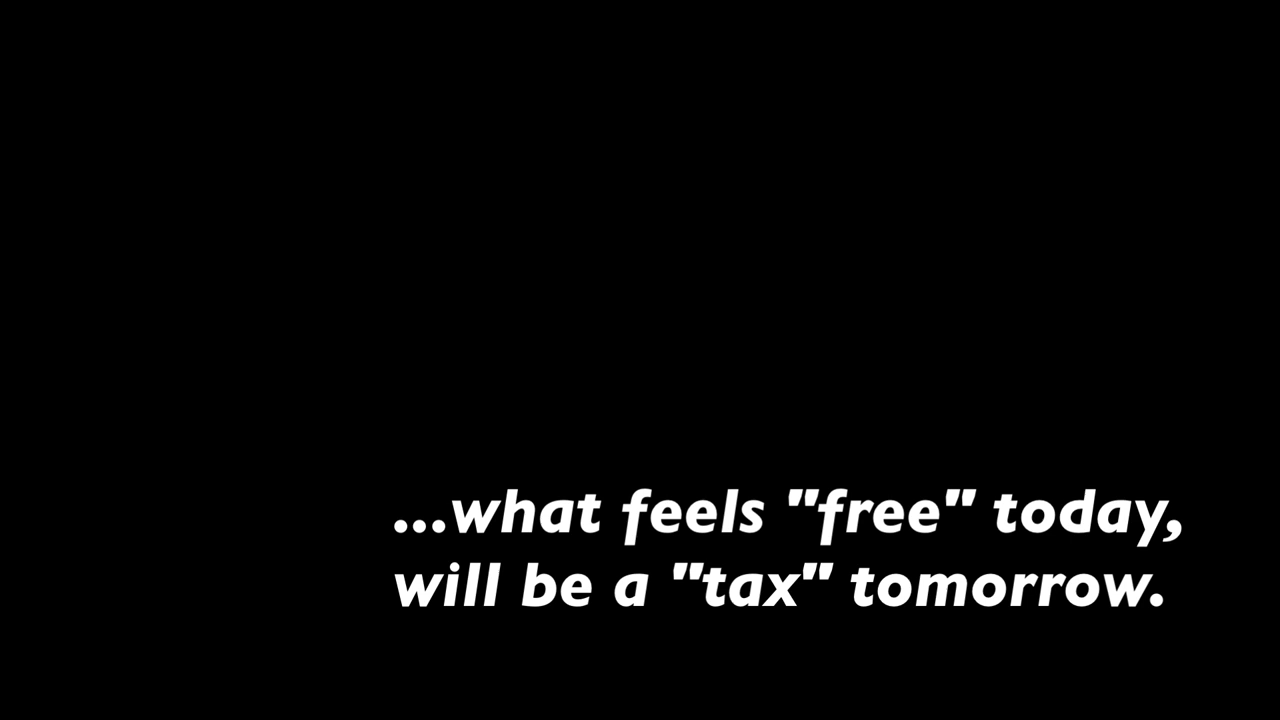 ...what feels "free" today,
will be a "tax" tomorrow.